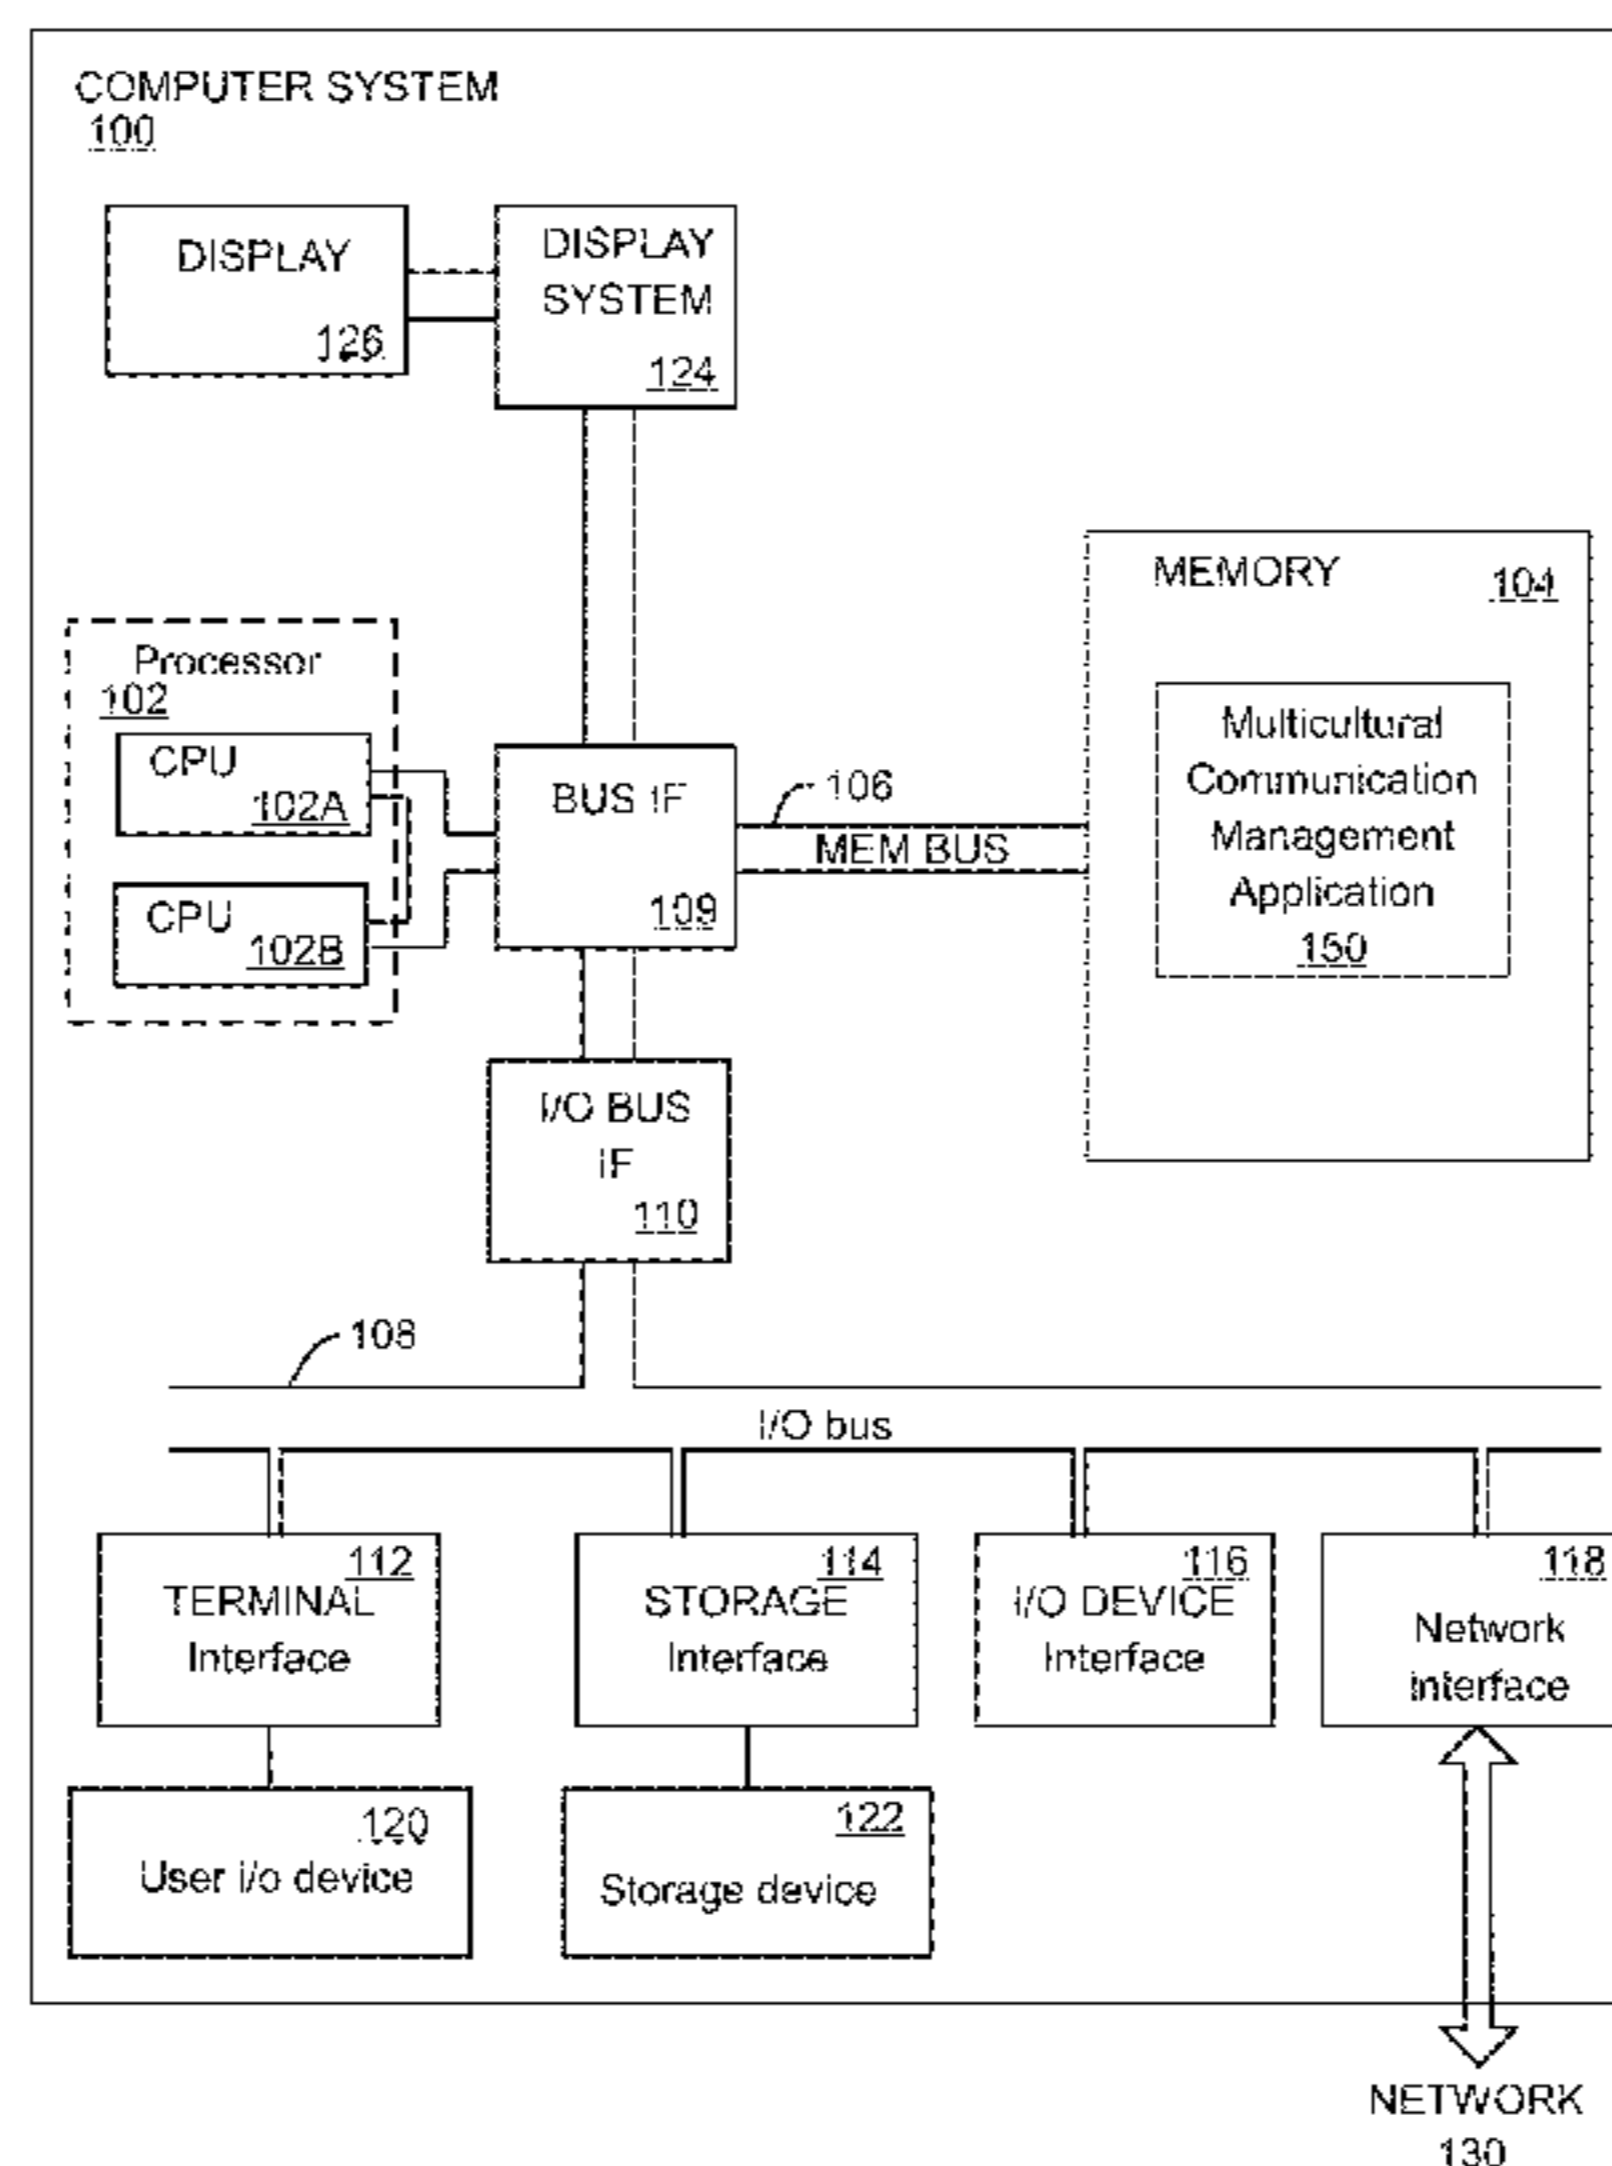 COMPUTER SYSTEM
100
DISPLAY
126
DISPLAY
SYSTEM
124
MEMORY 104
Multicultural
Communication
Management
Application
150
Processor
102
CPU
102A
CPU
102B
BUS IF
109
106
MEM BUS
I/O BUS
IF
110
108
I/O bus
112
TERMINAL
Interface
114
STORAGE
Interface
116
I/O DEVICE
Interface
118
Network
interface
120
User i/o device
122
Storage device
NETWORK
130